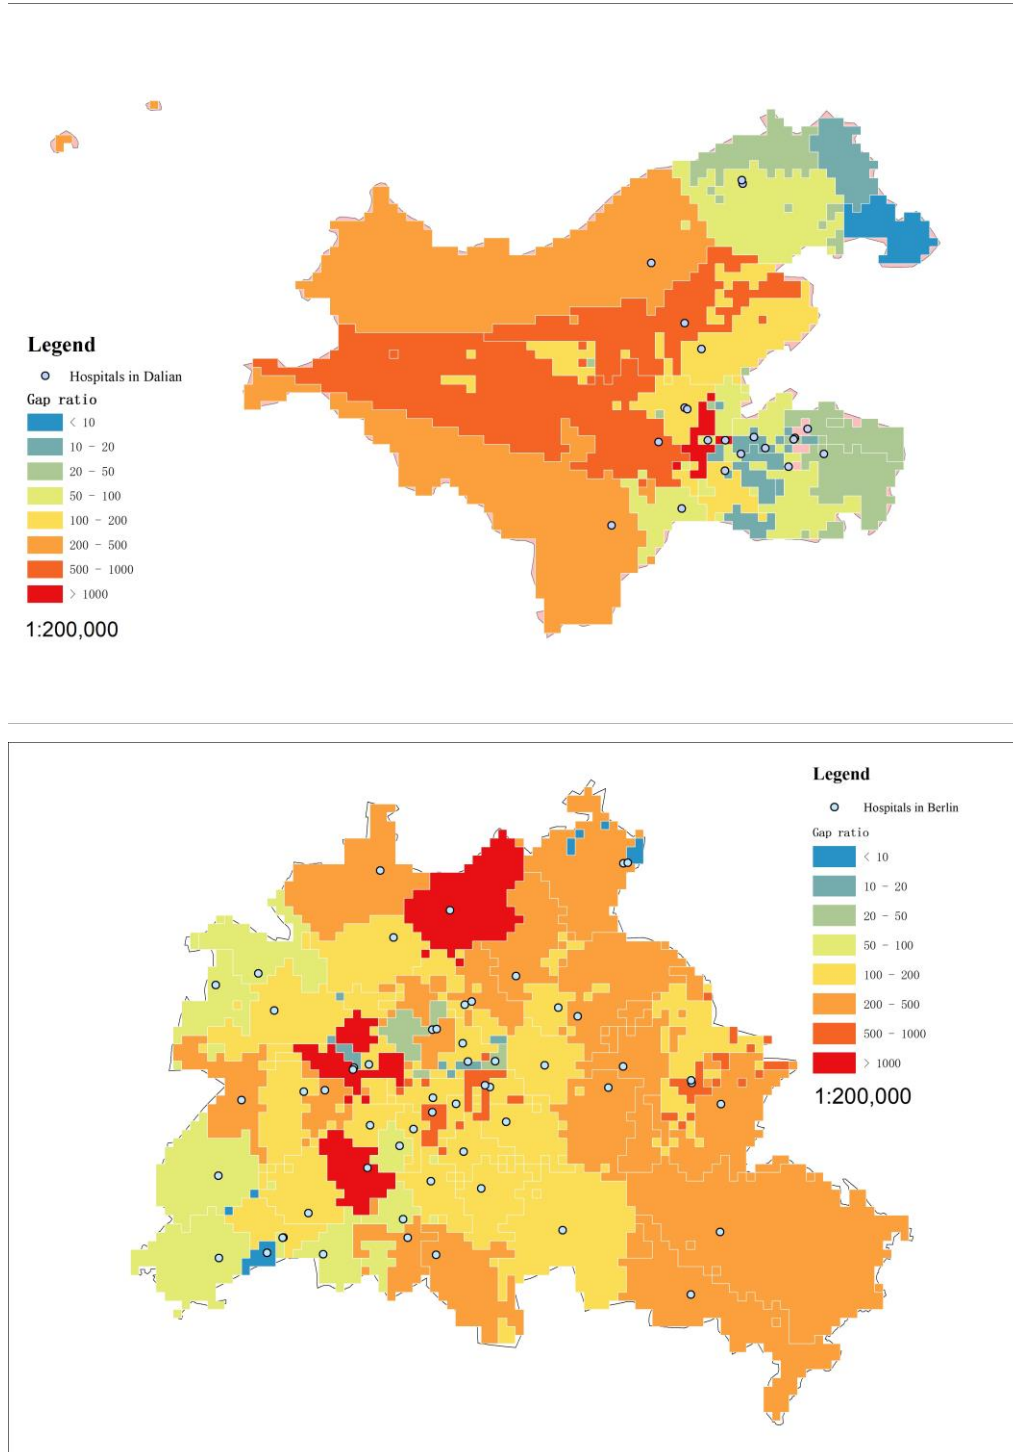 Legend
Hospitals in Dalian
Gap ratio
< 10
10 - 20
20 - 50
50 - 100
100 - 200
200 - 500
500 - 1000
> 1000
1:200,000
Legend
Hospitals in Berlin
Gap ratio
< 10
10 - 20
20 - 50
50 - 100
100 - 200
200 - 500
500 - 1000
> 1000
1:200,000